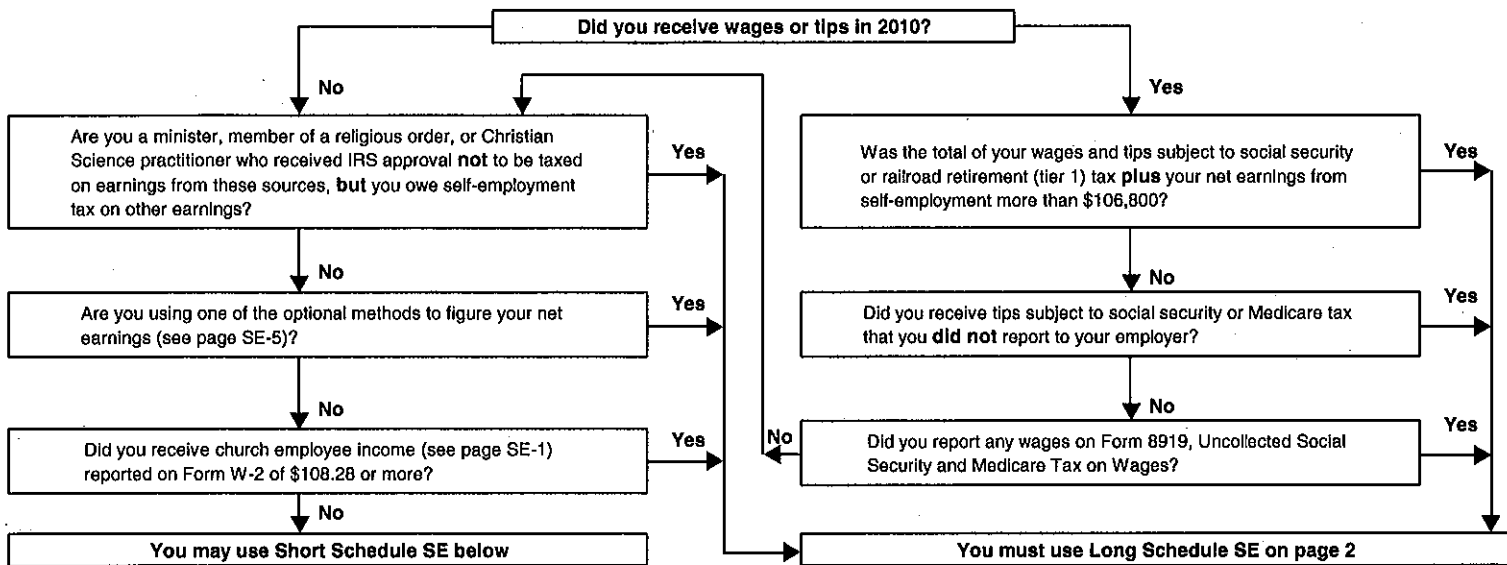 Did you receive wages or tips in 2010?
No
Yes
Are you a minister, member of a religious order, or Christian
Science practitioner who received IRS approval not to be taxed
on earnings from these sources, but you owe self-employment
tax on other earnings?
Yes
Was the total of your wages and tips subject to social security
or railroad retirement (tier 1) tax plus your net earnings from
self-employment more than $106,800?
Yes
No
No
Are you using one of the optional methods to figure your net
earnings (see page SE-5)?
Yes
Did you receive tips subject to social security or Medicare tax
that you did not report to your employer?
Yes
No
No
Did you receive church employee income (see page SE-1)
reported on Form W-2 of $108.28 or more?
Yes
No
Did you report any wages on Form 8919, Uncollected Social
Security and Medicare Tax on Wages?
Yes
No
You may use Short Schedule SE below
You must use Long Schedule SE on page 2